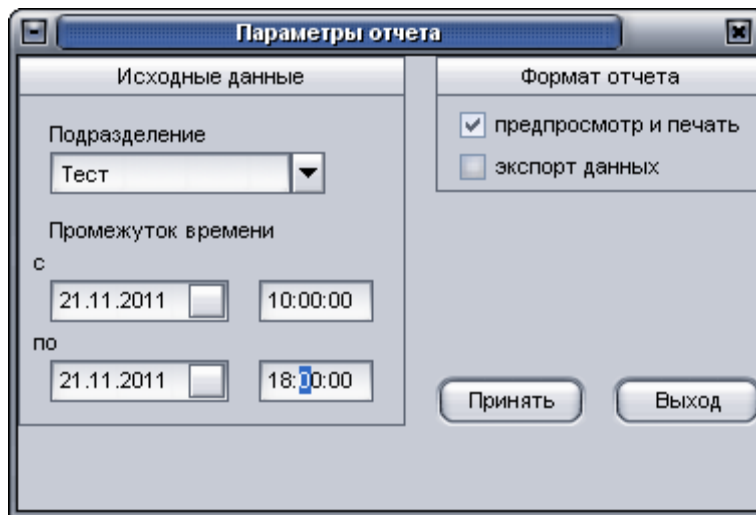 Параметры отчета
Исходные данные
Подразделение
Тест
Промежуток времени
с
21.11.2011 10:00:00
по
21.11.2011 18:00:00
Формат отчета
предпросмотр и печать
экспорт данных
Принять Выход